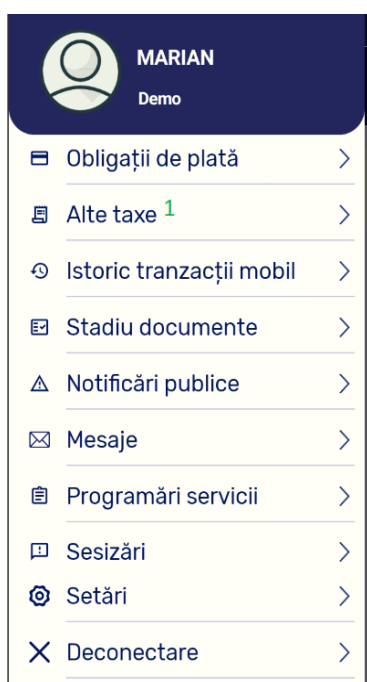 MARIAN
Demo
Obligații de plată
Alte taxe 1
Istoric tranzacții mobil
Stadiu documente
Notificări publice
Mesaje
Programări servicii
Sesizări
Setări
Deconectare